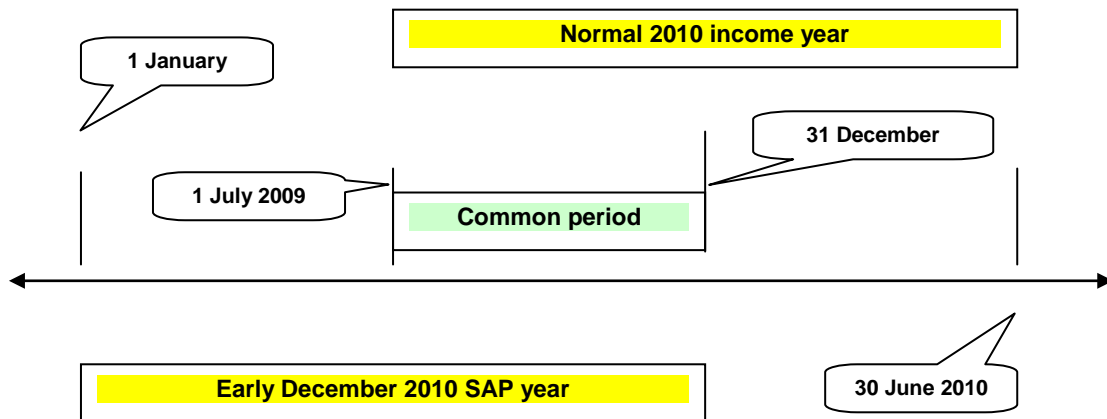 Normal 2010 income year
1 January
31 December
1 July 2009
Common period
Early December 2010 SAP year
30 June 2010